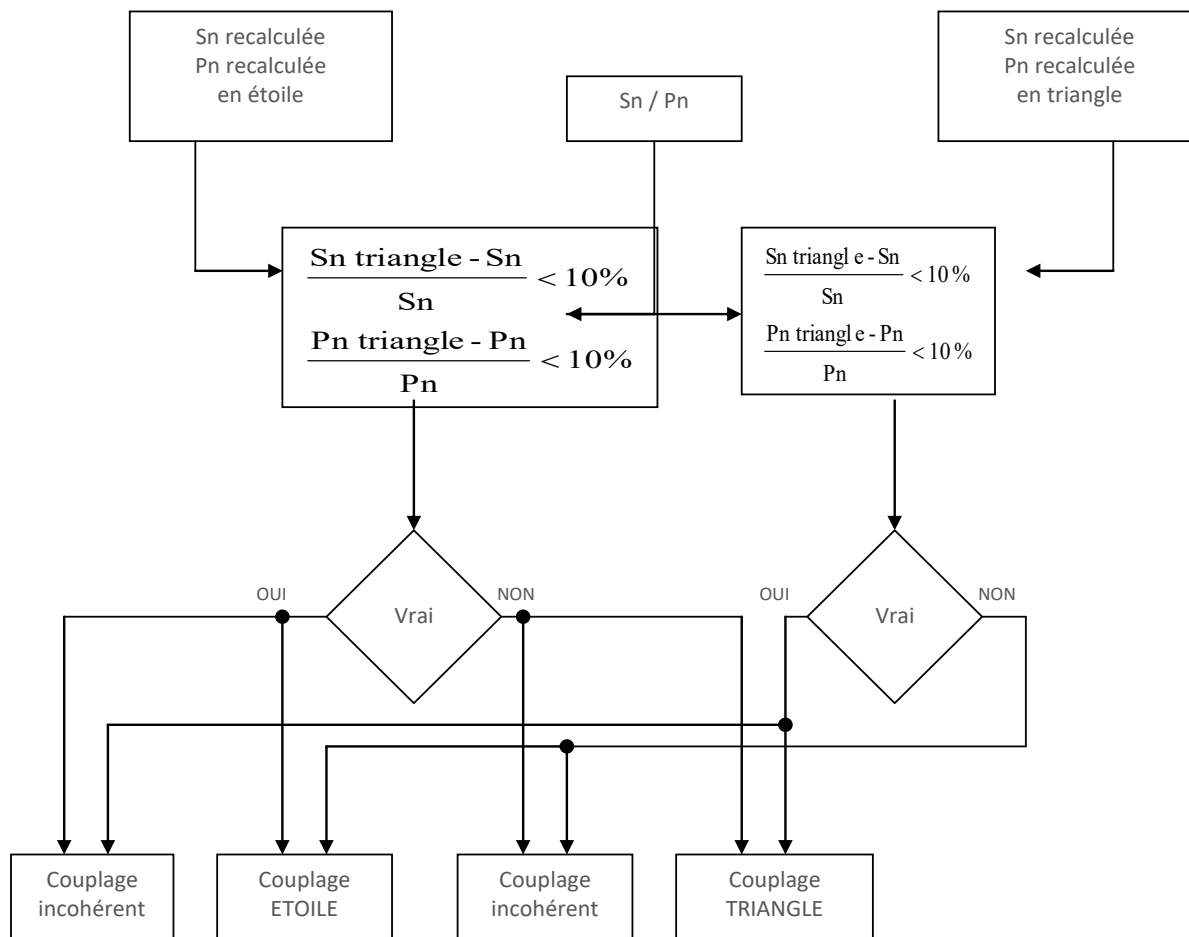 Sn recalculée
Pn recalculée
en étoile
Sn / Pn
Sn recalculée
Pn recalculée
en triangle
Sn triangle - Sn
Sn
< 10%
Pn triangle - Pn
Pn
< 10%
Sn triangl e - Sn
Sn
< 10%
Pn triangl e - Pn
Pn
< 10%
OUI
Vrai
NON
OUI
Vrai
NON
Couplage
incohérent
Couplage
ETOILE
Couplage
incohérent
Couplage
TRIANGLE